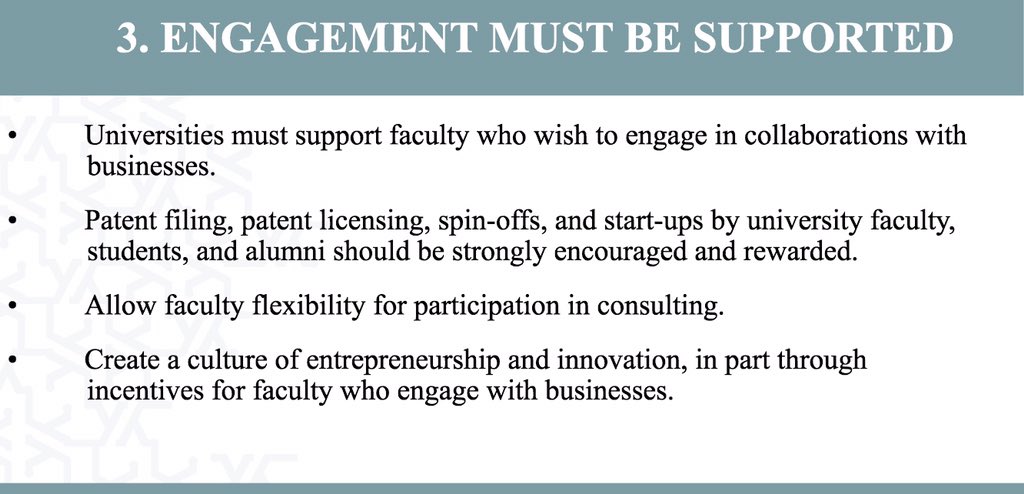 3. ENGAGEMENT MUST BE SUPPORTED
• Universities must support faculty who wish to engage in collaborations with
businesses.
• Patent filing, patent licensing, spin-offs, and start-ups by university faculty,
students, and alumni should be strongly encouraged and rewarded.
• Allow faculty flexibility for participation in consulting.
• Create a culture of entrepreneurship and innovation, in part through
incentives for faculty who engage with businesses.